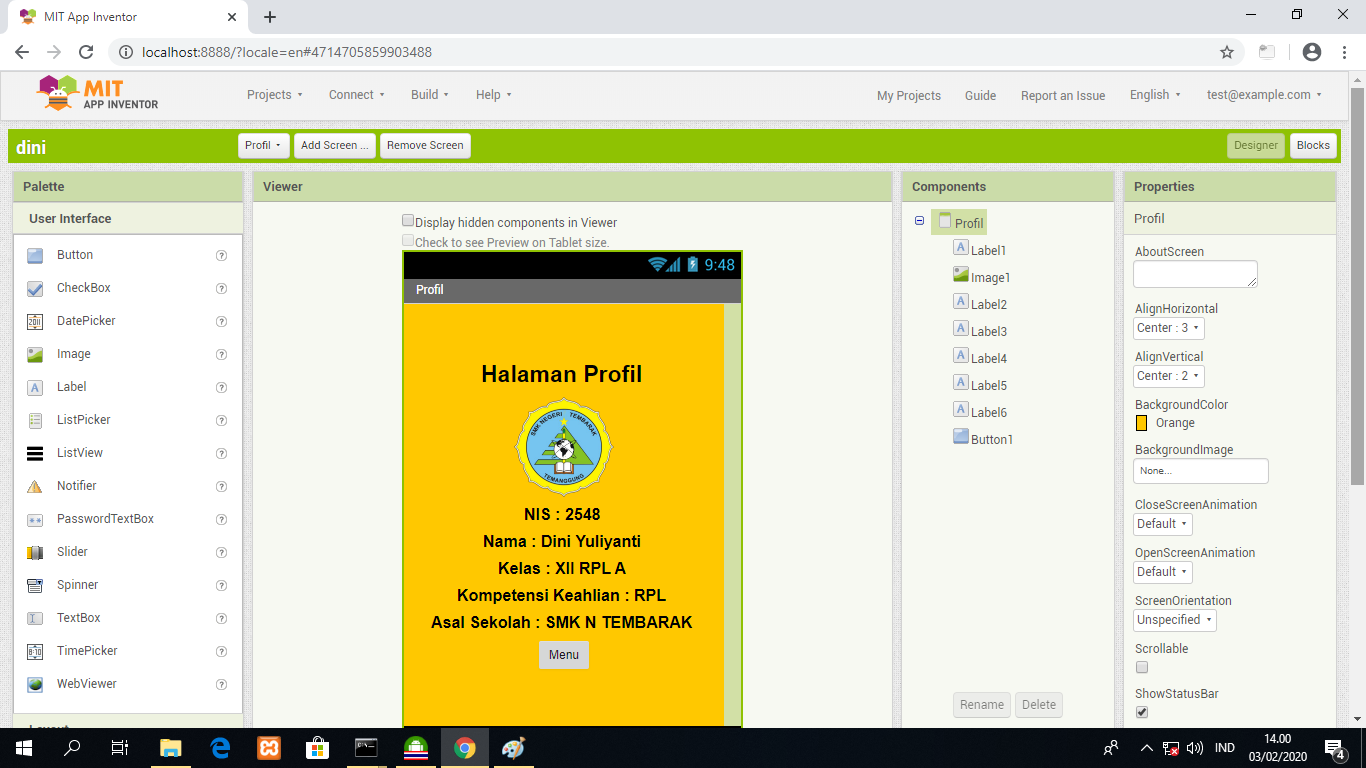 MIT App Inventor
localhost:8888/?locale=en#4714705859903488
MIT
APP INVENTOR
Projects
Connect
Build
Help
My Projects
Guide
Report an Issue
English
test@example.com
dini
Profil
Add Screen ...
Remove Screen
Designer
Blocks
Palette
User Interface
Button
CheckBox
DatePicker
Image
Label
ListPicker
ListView
Notifier
PasswordTextBox
Slider
Spinner
TextBox
TimePicker
WebViewer
Viewer
Display hidden components in Viewer
Check to see Preview on Tablet size.
9:48
Profil
Halaman Profil
SMK NEGERI TEMBARAK
TEMANGGUNG
NIS : 2548
Nama : Dini Yuliyanti
Kelas : XII RPL A
Kompetensi Keahlian : RPL
Asal Sekolah : SMK N TEMBARAK
Menu
Components
Profil
Label1
Image1
Label2
Label3
Label4
Label5
Label6
Button1
Rename
Delete
Properties
Profil
AboutScreen
AlignHorizontal
Center : 3
AlignVertical
Center : 2
BackgroundColor
Orange
BackgroundImage
None...
CloseScreenAnimation
Default
OpenScreenAnimation
Default
ScreenOrientation
Unspecified
Scrollable
ShowStatusBar
IND
14.00
03/02/2020
4